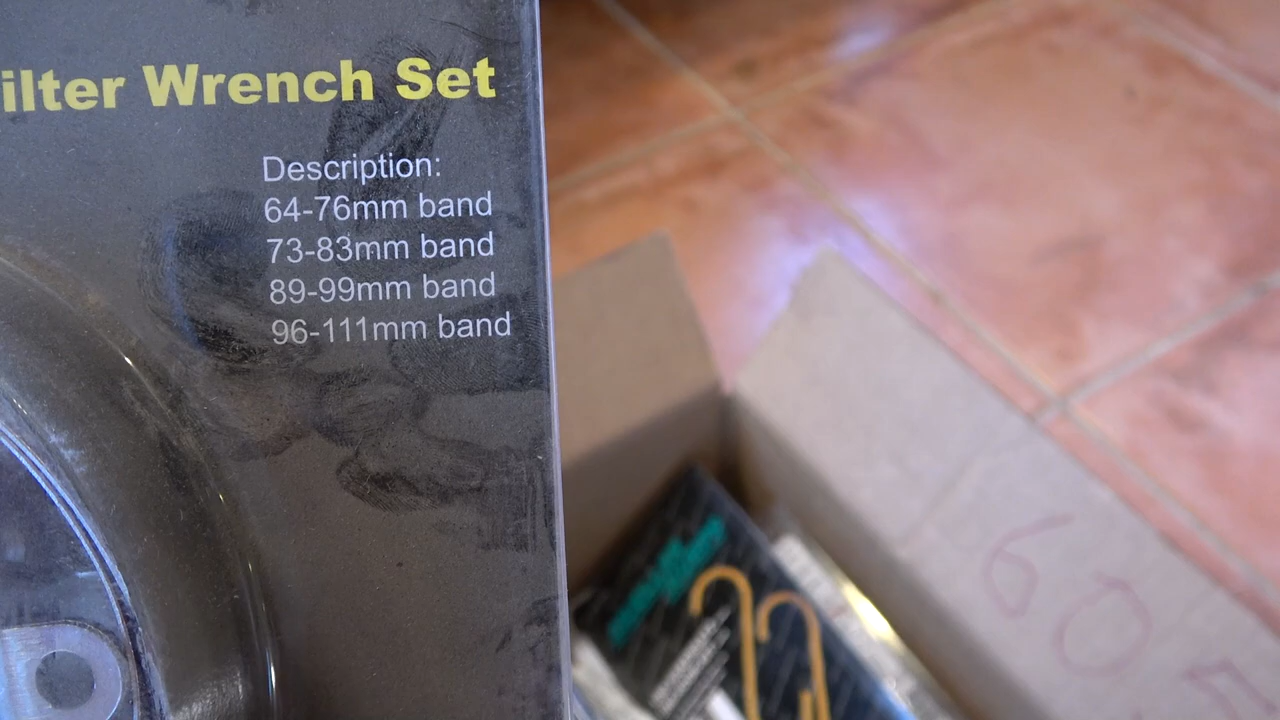 ilter Wrench Set
Description:
64-76mm band
73-83mm band
89-99mm band
96-111mm band